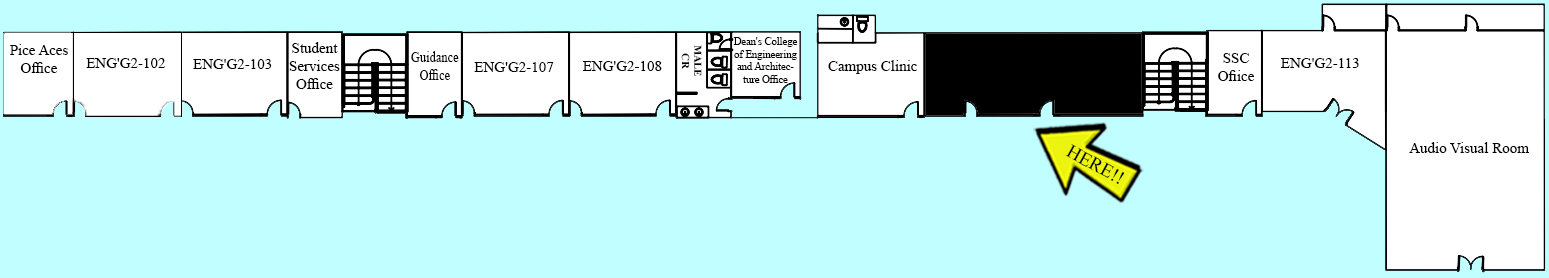 Pice Aces
Office
ENG'G2-102
ENG'G2-103
Student
Services
Office
Guidance
Office
ENG'G2-107
ENG'G2-108
MALE
CR
Dean's College
of Engineering
and Architec-
ture Office
Campus Clinic
HERE!!
SSC
Ofiice
ENG'G2-113
Audio Visual Room